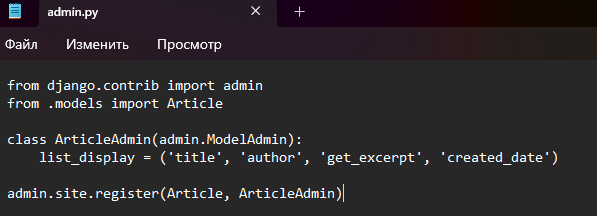 admin.py
Файл Изменить Просмотр
from django.contrib import admin
from .models import Article
class ArticleAdmin(admin.ModelAdmin):
    list_display = ('title', 'author', 'get_excerpt', 'created_date')
admin.site.register(Article, ArticleAdmin)